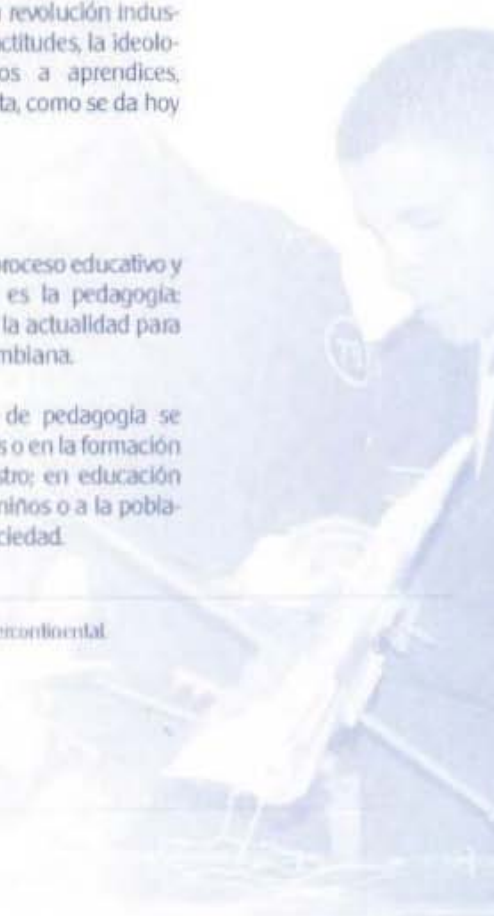 revolución indus-
ctitudes, la ideolo-
os a aprendices,
ta, como se da hoy
proceso educativo y
es la pedagogía:
la actualidad para
mbiana.
de pedagogía se
s o en la formación
stro; en educación
niños o a la pobla-
ciedad.
ercontinental.